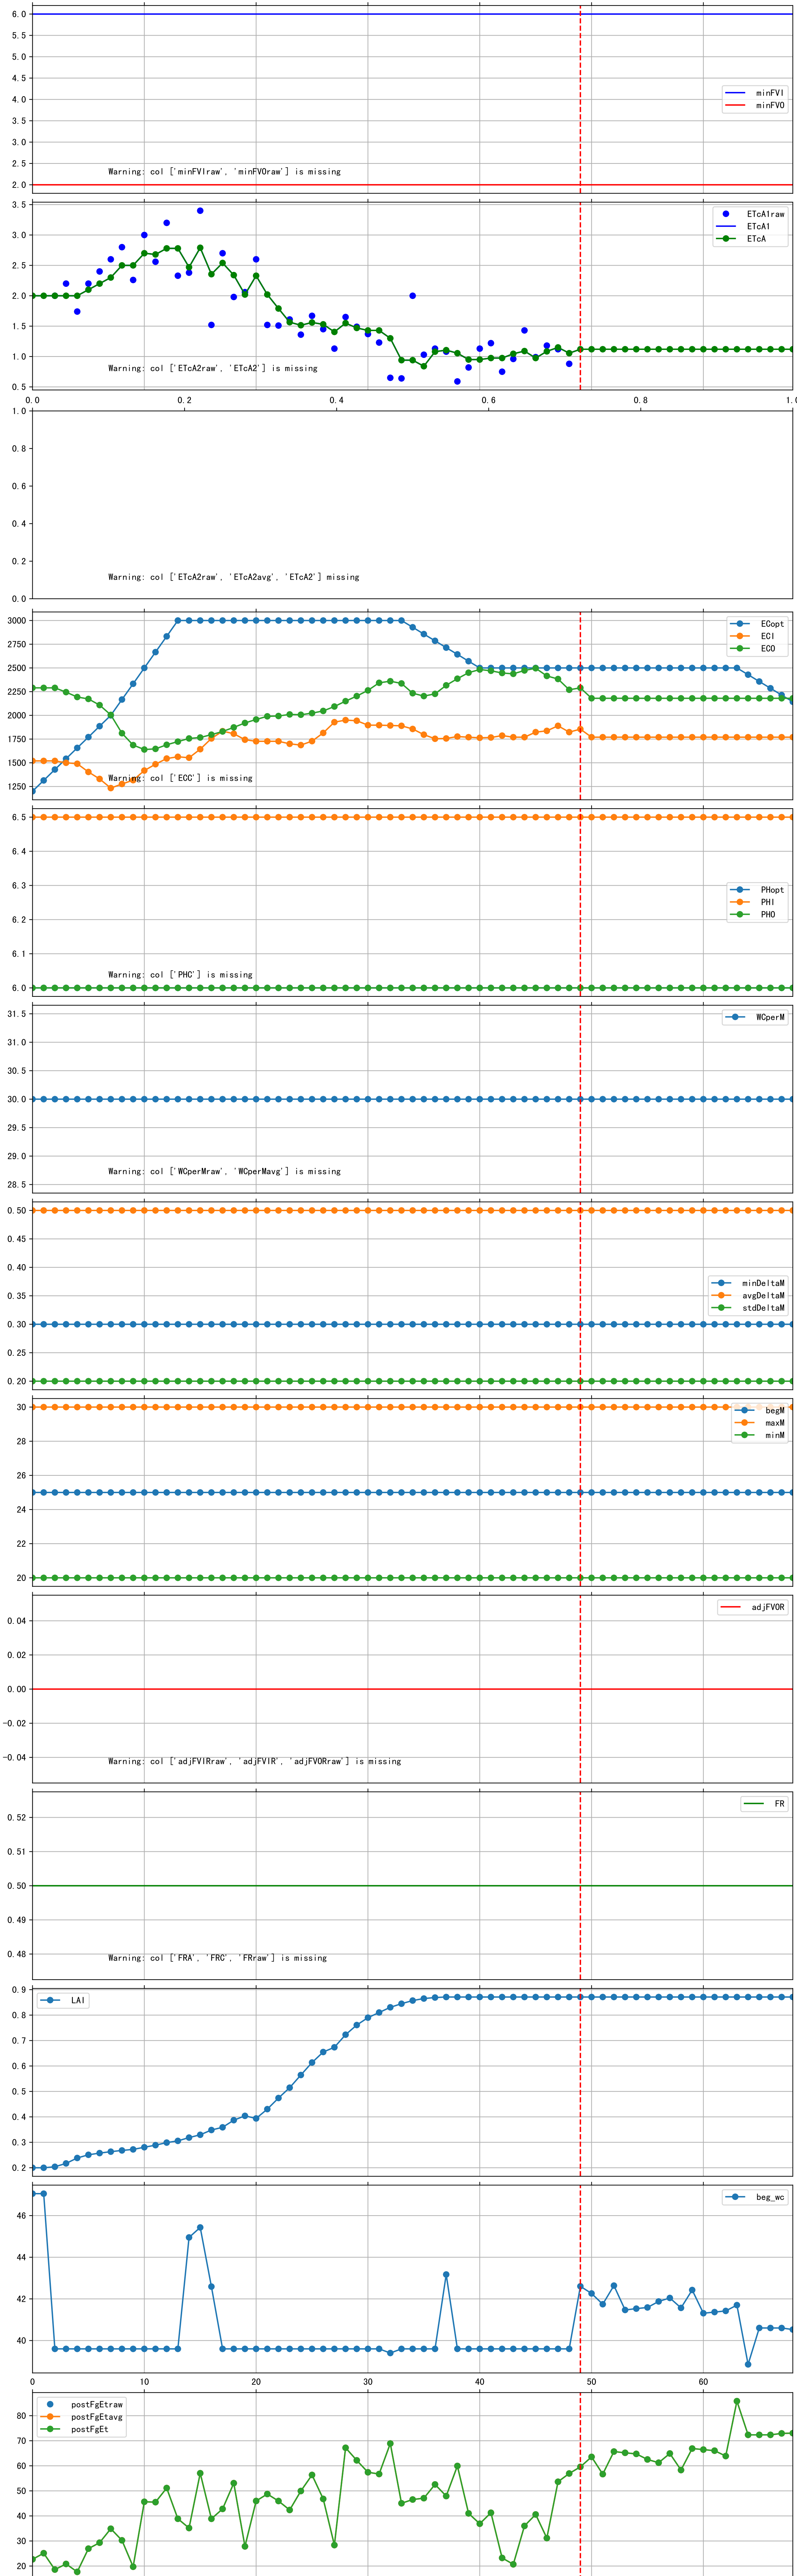 6.0
5.5
5.0
4.5
4.0
3.5
3.0
2.5
2.0
minFVI
minFVO
Warning: col ['minFVIraw', 'minFVOraw'] is missing
3.5
3.0
2.5
2.0
1.5
1.0
0.5
ETcA1raw
ETcA1
ETcA
Warning: col ['ETcA2raw', 'ETcA2'] is missing
0.0 0.2 0.4 0.6 0.8 1.0
1.0
0.8
0.6
0.4
0.2
0.0
Warning: col ['ETcA2raw', 'ETcA2avg', 'ETcA2'] missing
3000
2750
2500
2250
2000
1750
1500
1250
ECopt
ECI
ECO
Warning: col ['ECC'] is missing
6.5
6.4
6.3
6.2
6.1
6.0
PHopt
PHI
PHO
Warning: col ['PHC'] is missing
31.5
31.0
30.5
30.0
29.5
29.0
28.5
WCperM
Warning: col ['WCperMraw', 'WCperMavg'] is missing
0.50
0.45
0.40
0.35
0.30
0.25
0.20
minDeltaM
avgDeltaM
stdDeltaM
30
28
26
24
22
20
begM
maxM
minM
0.04
0.02
0.00
-0.02
-0.04
adjFVOR
Warning: col ['adjFVIRraw', 'adjFVIR', 'adjFVORraw'] is missing
0.52
0.51
0.50
0.49
0.48
FR
Warning: col ['FRA', 'FRC', 'FRraw'] is missing
0.9
0.8
0.7
0.6
0.5
0.4
0.3
0.2
LAI
46
44
42
40
beg_wc
0 10 20 30 40 50 60
80
70
60
50
40
30
20
postFgEtraw
postFgEtavg
postFgEt